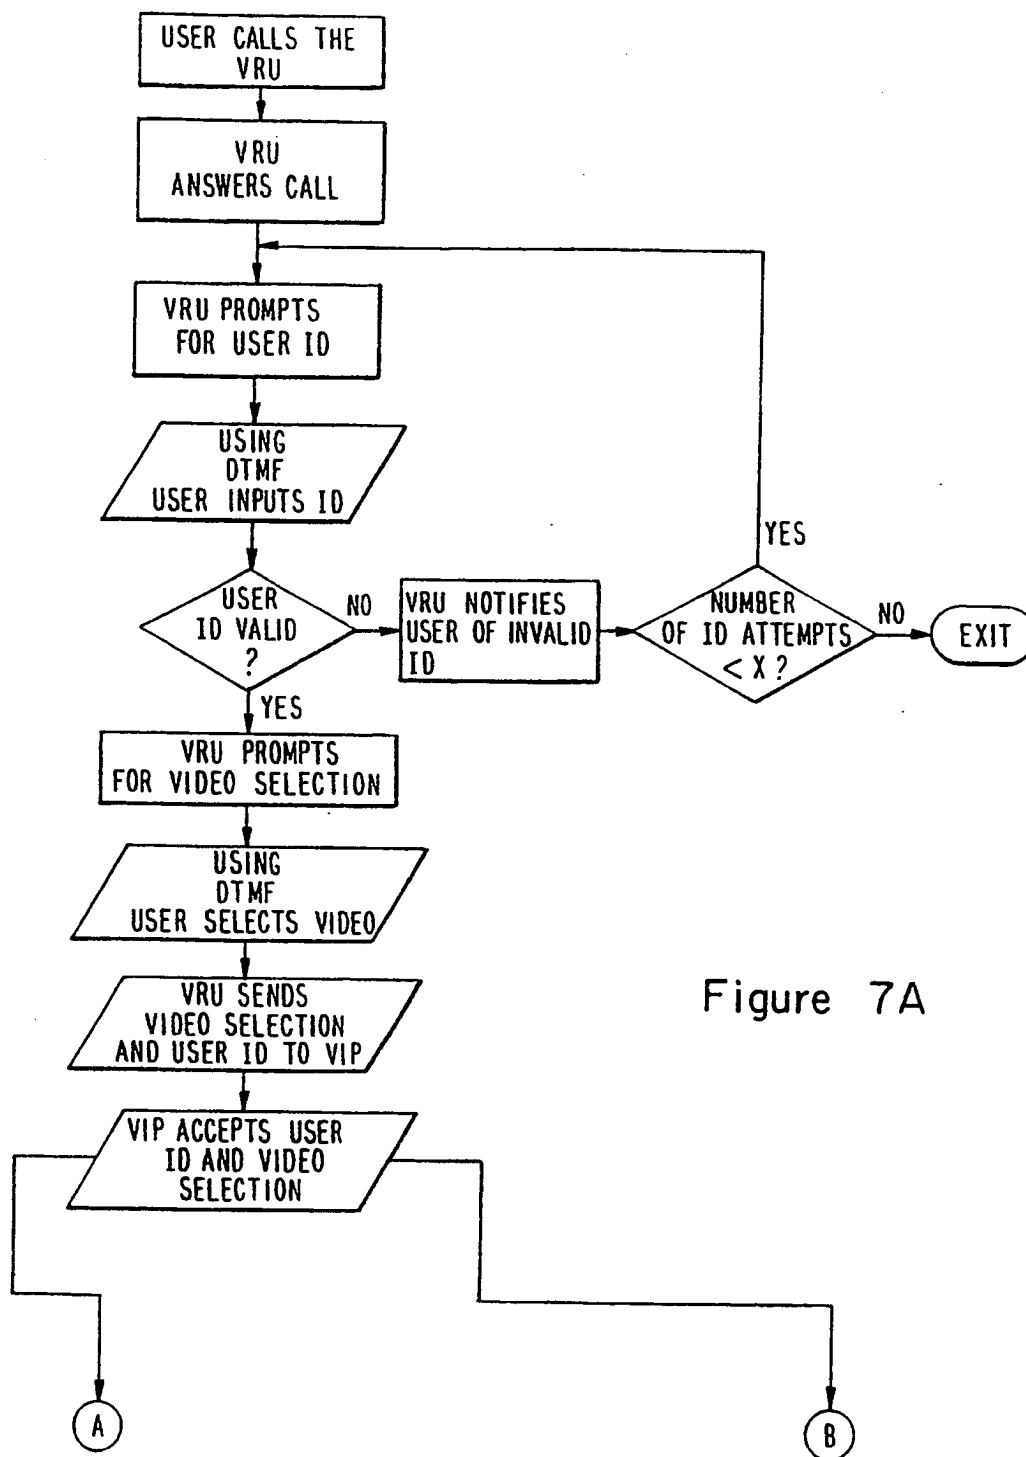 USER CALLS THE
VRU
VRU
ANSWERS CALL
VRU PROMPTS
FOR USER ID
USING
DTMF
USER INPUTS ID
USER
ID VALID
?
NO
VRU NOTIFIES
USER OF INVALID
ID
NUMBER
OF ID ATTEMPTS
< X ?
YES
NO
EXIT
YES
VRU PROMPTS
FOR VIDEO SELECTION
USING
DTMF
USER SELECTS VIDEO
VRU SENDS
VIDEO SELECTION
AND USER ID TO VIP
Figure 7A
VIP ACCEPTS USER
ID AND VIDEO
SELECTION
A
B